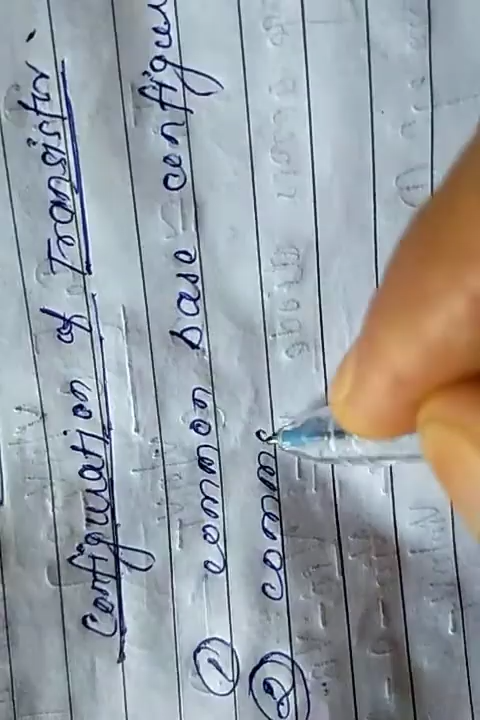 Configuration of Transistor.
① common base configu
② commo